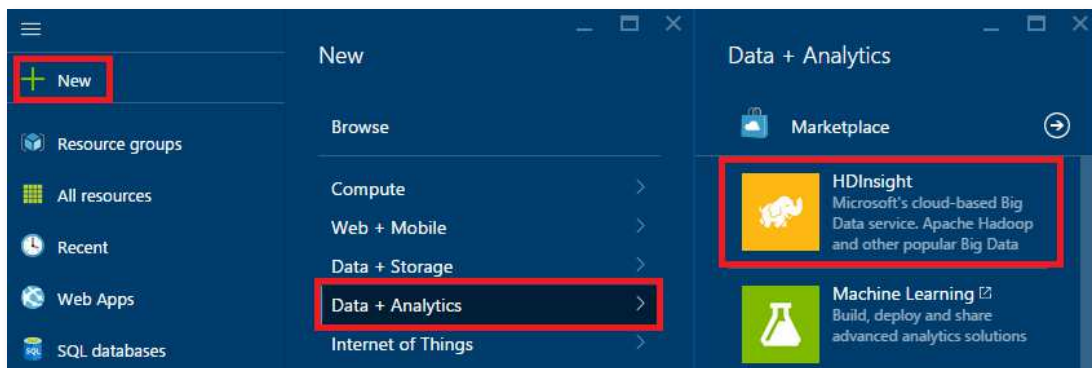 New
Resource groups
All resources
Recent
Web Apps
SQL
SQL databases
New
Browse
Compute
Web + Mobile
Data + Storage
Data + Analytics
Internet of Things
Data + Analytics
Marketplace
HDInsight
Microsoft's cloud-based Big
Data service. Apache Hadoop
and other popular Big Data
Machine Learning
Build, deploy and share
advanced analytics solutions